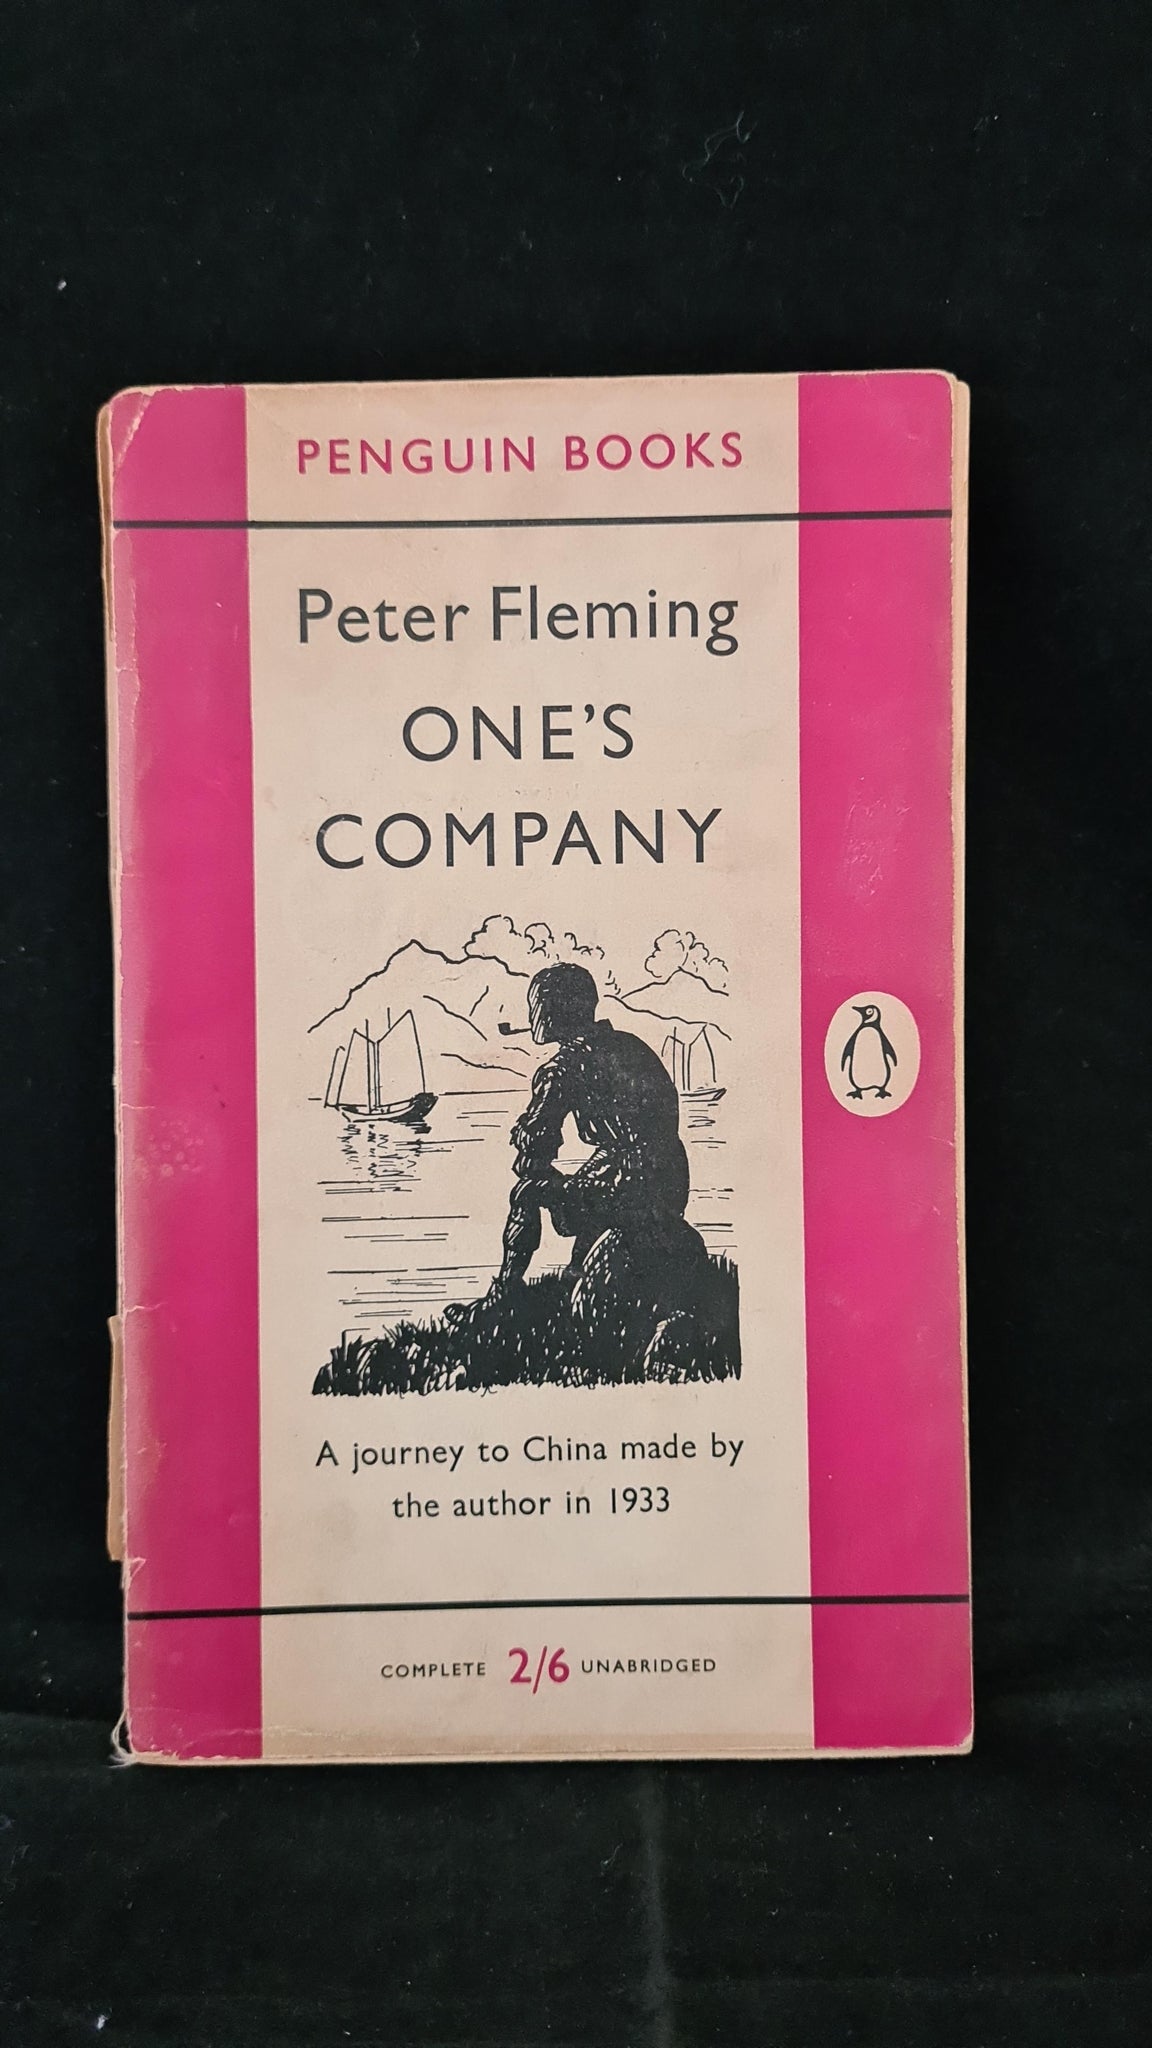 PENGUIN BOOKS
Peter Fleming
ONE'S
COMPANY
A journey to China made by
the author in 1933
COMPLETE 2/6 UNABRIDGED